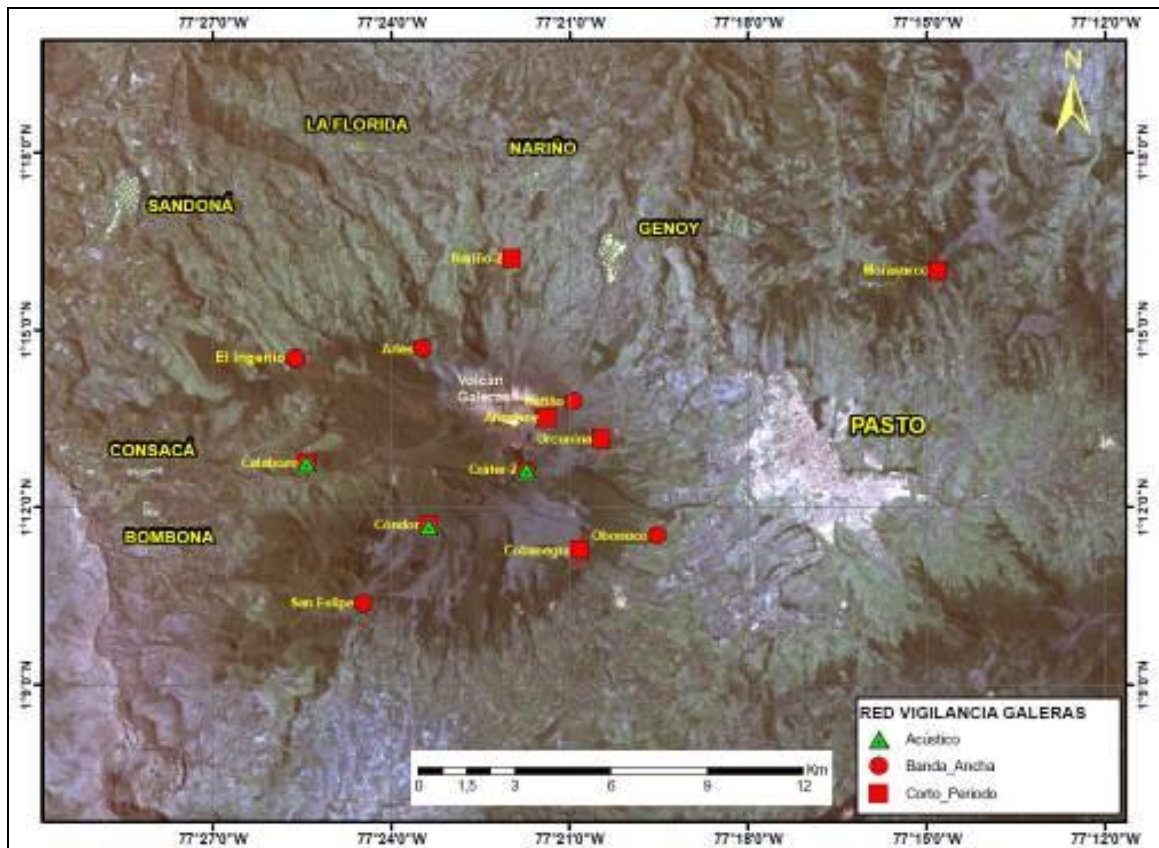 77°27'0"W 77°24'0"W 77°21'0"W 77°18'0"W 77°15'0"W 77°12'0"W
N
LA FLORIDA
NARIÑO
1°18'0"N 1°18'0"N
SANDONÁ
GENOY
Nariño-2
Morasurco
1°15'0"N 1°15'0"N
Arles
El Ingenio
Volcán
Galeras
Anganoy
Urcunina
PASTO
CONSACÁ
Calabozo
Cráter-2
1°12'0"N 1°12'0"N
Cóndor
BOMBONA
Obonuco
Cobanegra
San Felipe
1°9'0"N 1°9'0"N
RED VIGILANCIA GALERAS
Acústico
Banda_Ancha
Corto_Periodo
Km
0 1,5 3 6 9 12
77°27'0"W 77°24'0"W 77°21'0"W 77°18'0"W 77°15'0"W 77°12'0"W